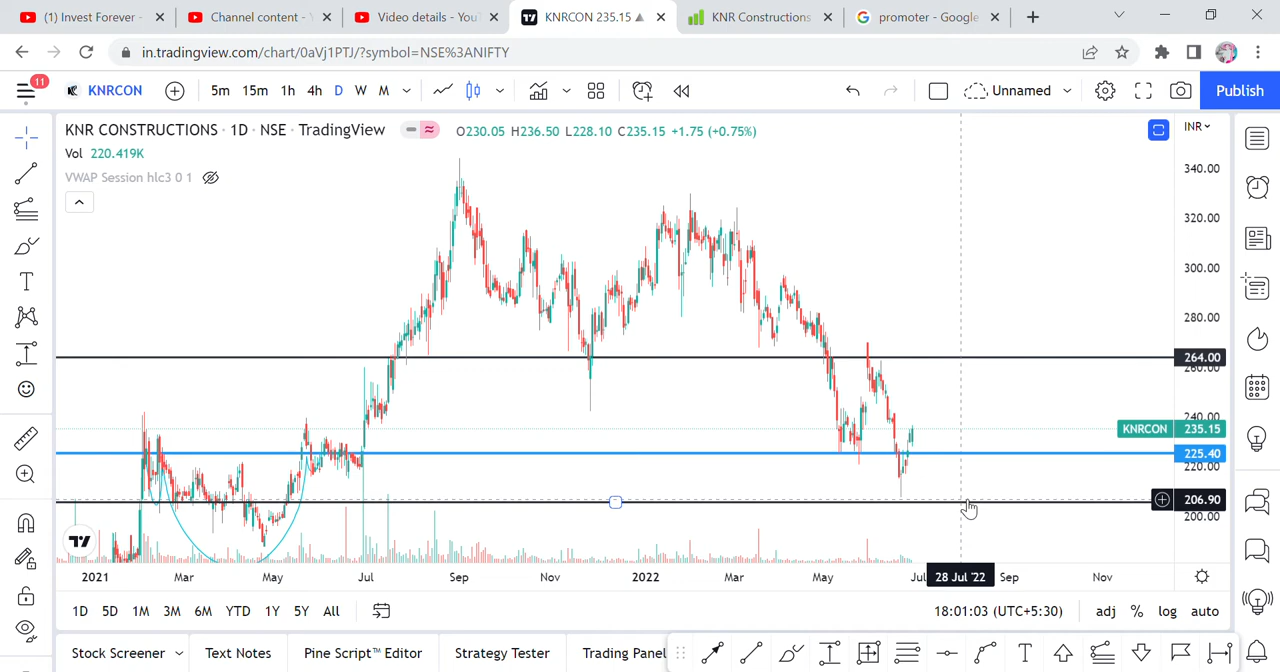 (1) Invest Forever -
Channel content -
Video details - You
KNRCON 235.15
KNR Constructions
promoter - Google
in.tradingview.com/chart/0aVj1PTJ/?symbol=NSE%3ANIFTY
11
KNRCON
5m 15m 1h 4h D W M
Unnamed
Publish
KNR CONSTRUCTIONS · 1D · NSE · TradingView
O230.05 H236.50 L228.10 C235.15 +1.75 (+0.75%)
INR
Vol 220.419K
VWAP Session hlc3 0 1
340.00
320.00
300.00
280.00
264.00
260.00
240.00
KNRCON 235.15
225.40
220.00
206.90
200.00
2021 Mar May Jul Sep Nov 2022 Mar May Jul 28 Jul '22 Sep Nov
1D 5D 1M 3M 6M YTD 1Y 5Y All
18:01:03 (UTC+5:30)
adj % log auto
Stock Screener
Text Notes
Pine Script™ Editor
Strategy Tester
Trading Panel